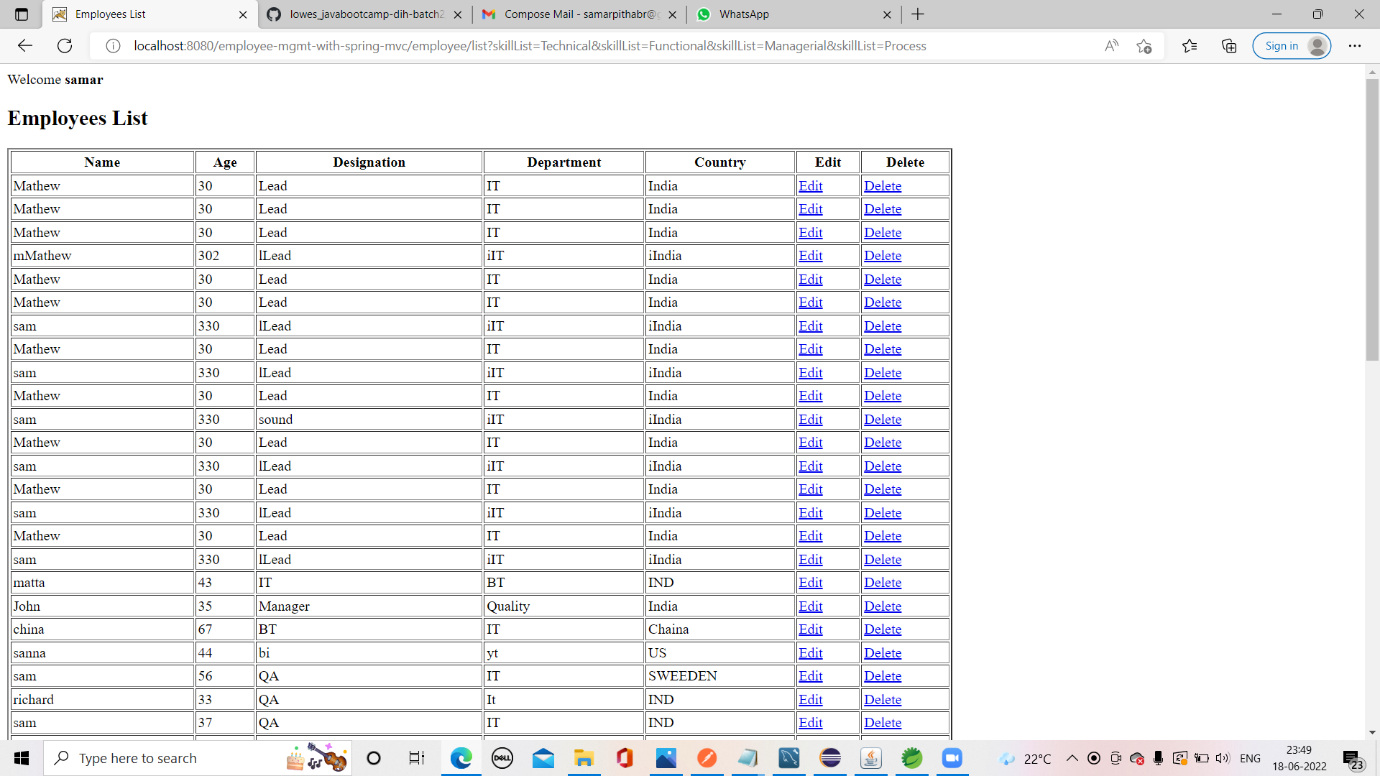 Employees List
lowes_javabootcamp-dih-batch2
Compose Mail - samarpithabr@
WhatsApp
localhost:8080/employee-mgmt-with-spring-mvc/employee/list?skillList=Technical&skillList=Functional&skillList=Managerial&skillList=Process
Sign in
Welcome samar
Employees List
Name Age Designation Department Country Edit Delete
Mathew 30 Lead IT India Edit Delete
Mathew 30 Lead IT India Edit Delete
Mathew 30 Lead IT India Edit Delete
mMathew 302 lLead iIT iIndia Edit Delete
Mathew 30 Lead IT India Edit Delete
Mathew 30 Lead IT India Edit Delete
sam 330 lLead iIT iIndia Edit Delete
Mathew 30 Lead IT India Edit Delete
sam 330 lLead iIT iIndia Edit Delete
Mathew 30 Lead IT India Edit Delete
sam 330 sound iIT iIndia Edit Delete
Mathew 30 Lead IT India Edit Delete
sam 330 lLead iIT iIndia Edit Delete
Mathew 30 Lead IT India Edit Delete
sam 330 lLead iIT iIndia Edit Delete
Mathew 30 Lead IT India Edit Delete
sam 330 lLead iIT iIndia Edit Delete
matta 43 IT BT IND Edit Delete
John 35 Manager Quality India Edit Delete
china 67 BT IT Chaina Edit Delete
sanna 44 bi yt US Edit Delete
sam 56 QA IT SWEEDEN Edit Delete
richard 33 QA It IND Edit Delete
sam 37 QA IT IND Edit Delete
Type here to search
DELL
22°C
ENG
23:49
18-06-2022
23